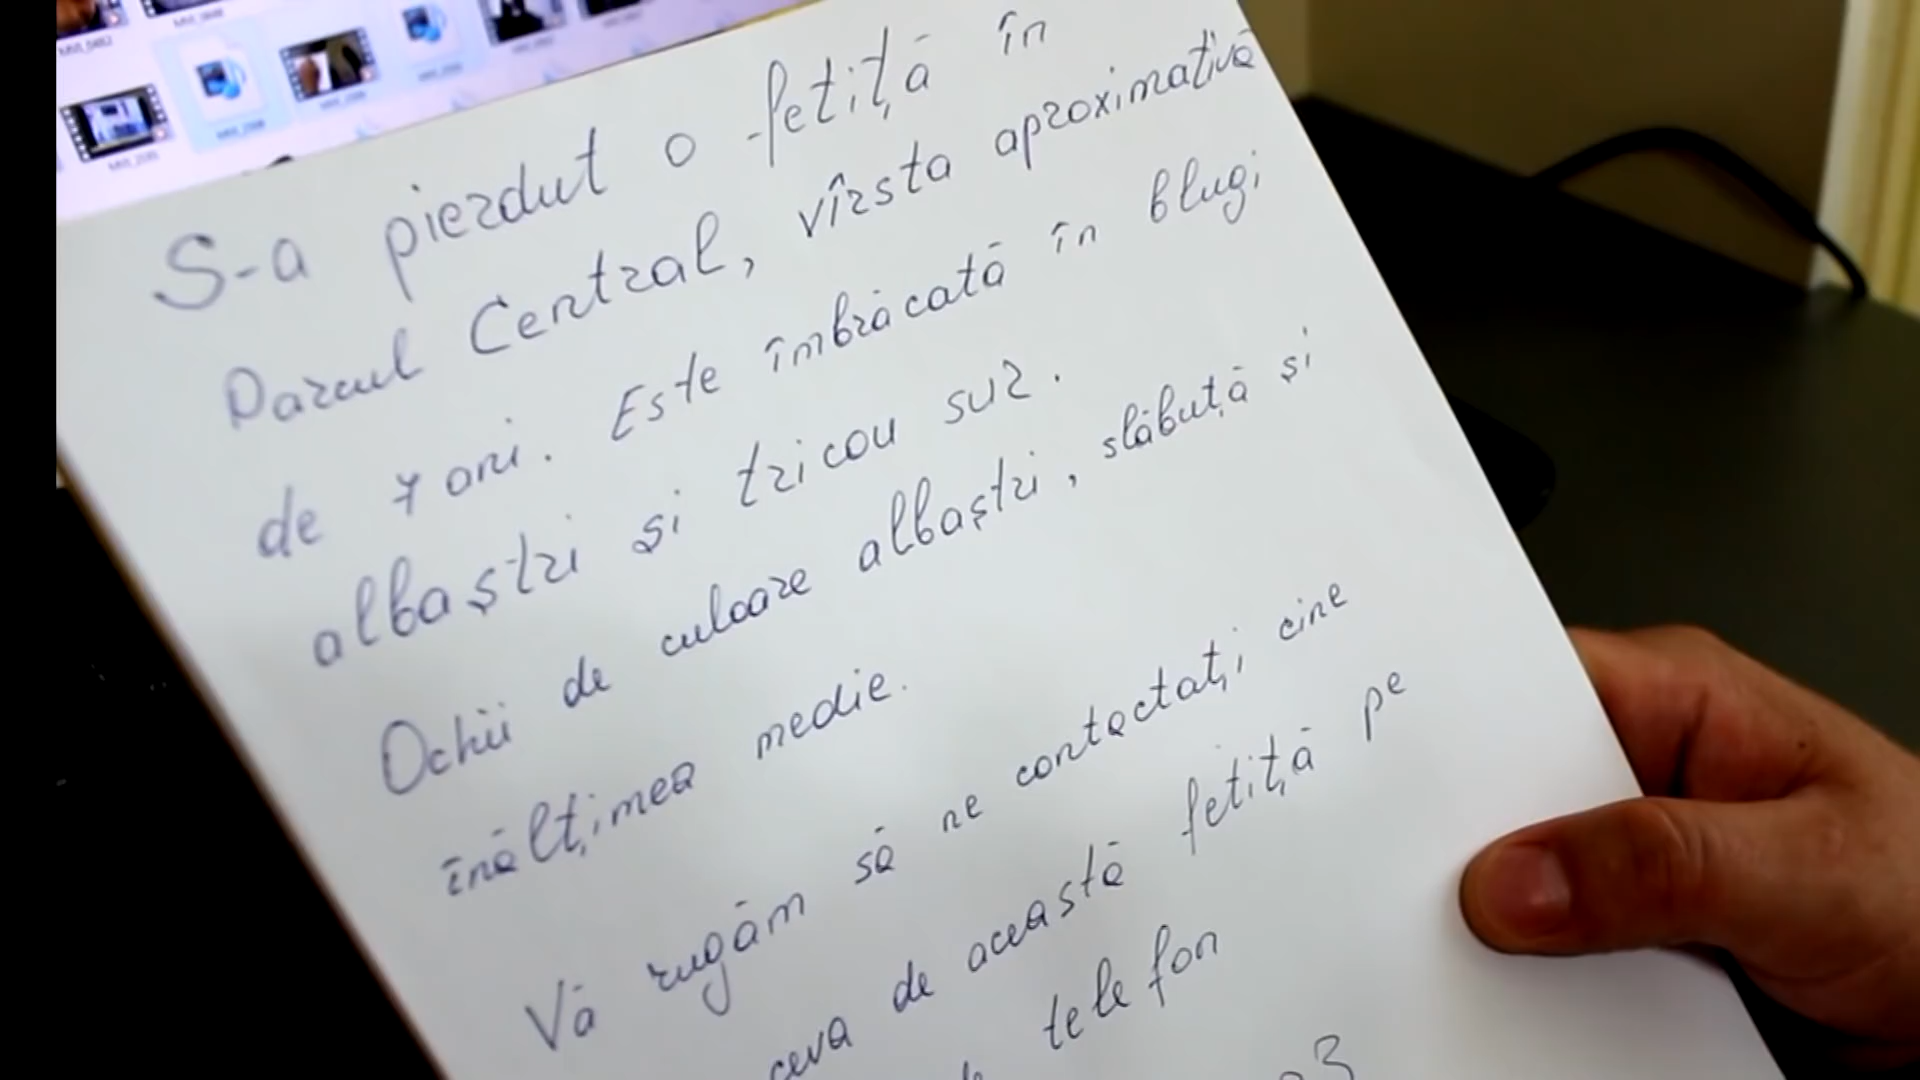 S-a pierdut o fetiță în
Parcul Central, vîrsta aproximativă
de 7 ani. Este îmbrăcată în blugi
albaștri și tricou sur.
Ochii de culoare albaștri, slăbuță și
înălțimea medie.
Vă rugăm să ne contactați cine
ceva de această fetiță pe
telefon